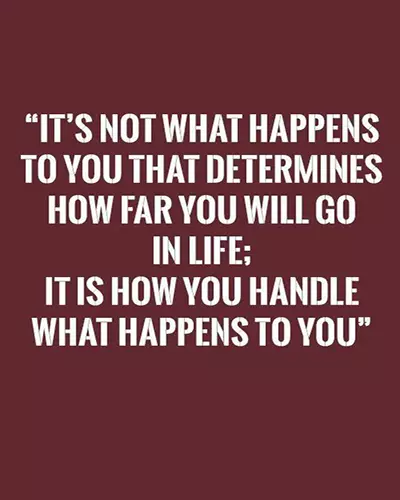 “IT’S NOT WHAT HAPPENS
TO YOU THAT DETERMINES
HOW FAR YOU WILL GO
IN LIFE;
IT IS HOW YOU HANDLE
WHAT HAPPENS TO YOU”